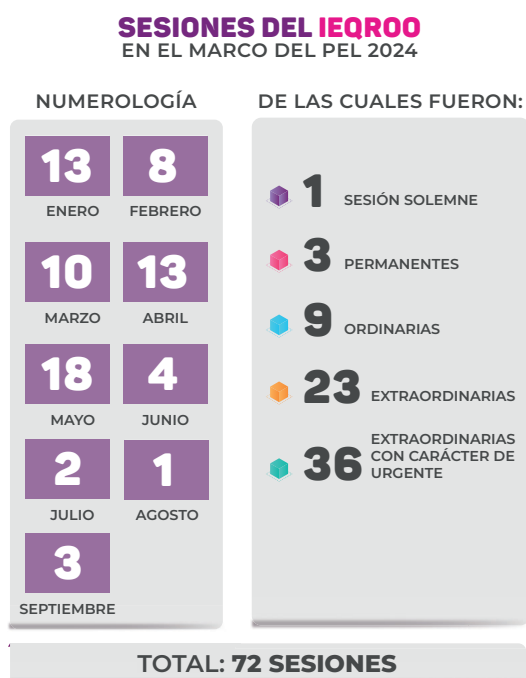 SESIONES DEL IEQROO
EN EL MARCO DEL PEL 2024
NUMEROLOGÍA
13
8
ENERO
FEBRERO
10
13
MARZO
ABRIL
18
4
MAYO
JUNIO
2
1
JULIO
AGOSTO
3
SEPTIEMBRE
DE LAS CUALES FUERON:
1 SESIÓN SOLEMNE
3 PERMANENTES
9 ORDINARIAS
23 EXTRAORDINARIAS
36 EXTRAORDINARIAS
CON CARÁCTER DE
URGENTE
TOTAL: 72 SESIONES